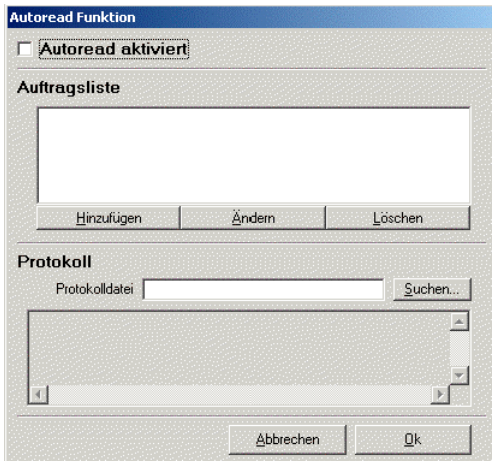 Autoread Funktion
Autoread aktiviert
Auftragsliste
Hinzufügen Ändern Löschen
Protokoll
Protokolldatei Suchen...
Abbrechen Ok